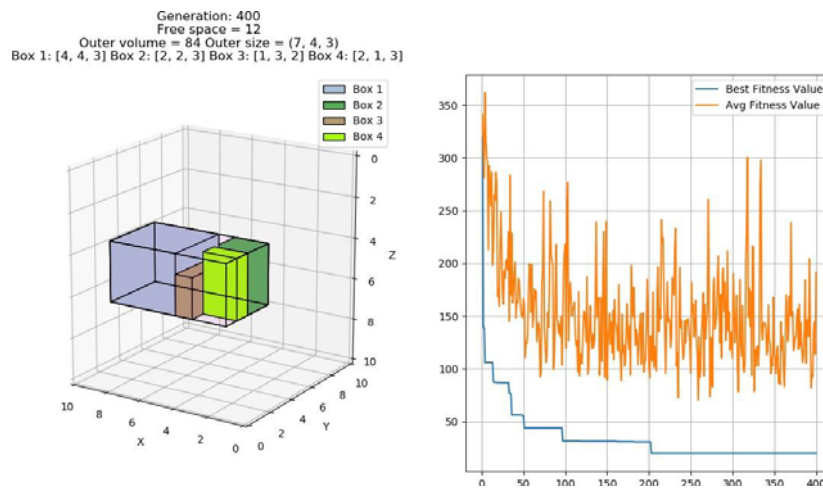 Generation: 400
Free space = 12
Outer volume = 84 Outer size = (7, 4, 3)
Box 1: [4, 4, 3] Box 2: [2, 2, 3] Box 3: [1, 3, 2] Box 4: [2, 1, 3]
Box 1
Box 2
Box 3
Box 4
0
2
4
6
8
10
Z
10
8
6
4
2
0
X
0
2
4
6
8
10
Y
Best Fitness Value
Avg Fitness Value
350
300
250
200
150
100
50
0 50 100 150 200 250 300 350 400